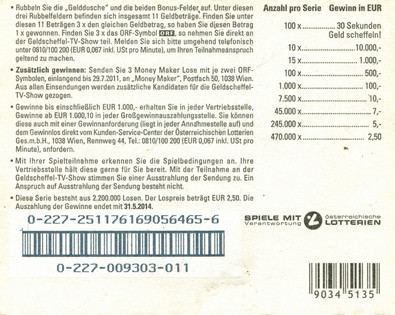 • Rubbeln Sie die „Gelddusche" und die beiden Bonus-Felder auf. Unter diesen
drei Rubbelfeldern befinden sich insgesamt 11 Geldbeträge. Finden Sie unter
diesen 11 Beträgen 3 x den gleichen Geldbetrag, so haben Sie diesen Betrag
1 x gewonnen. Finden Sie 3 x das ORF-Symbol ORF, so nehmen Sie direkt an
der Geldscheffel-TV-Show teil. Melden Sie sich bitte umgehend telefonisch
unter 0810/100 200 (EUR 0,067 inkl. USt pro Minute), um Ihren Teilnahmeanspruch
geltend zu machen.
• Zusätzlich gewinnen: Senden Sie 3 Money Maker Lose mit je zwei ORF-
Symbolen, einlangend bis 29.7.2011, an „Money Maker", Postfach 50, 1038 Wien.
Aus allen Einsendungen werden zusätzliche Kandidaten für die Geldscheffel-
TV-Show gezogen.
• Gewinne bis einschließlich EUR 1.000,- erhalten Sie in jeder Vertriebsstelle,
Gewinne ab EUR 1.000,10 in jeder Großgewinnauszahlungsstelle. Sie können
diese auch mit einer Gewinnanforderung (liegt in jeder Annahmestelle auf) und
dem Gewinnlos direkt vom Kunden-Service-Center der Österreichischen Lotterien
Ges.m.b.H., 1038 Wien, Rennweg 44, Tel.: 0810/100 200 (EUR 0,067 inkl. USt
pro Minute), anfordern.
• Mit Ihrer Spielteilnahme erkennen Sie die Spielbedingungen an. Ihre
Vertriebsstelle hält diese gerne für Sie bereit. Mit der Teilnahme an der
Geldscheffel-TV-Show stimmen Sie einer Ausstrahlung der Sendung zu. Ein
Anspruch auf Ausstrahlung der Sendung besteht nicht.
• Diese Serie besteht aus 2.200.000 Losen. Der Lospreis beträgt EUR 2,50. Die
Auszahlung der Gewinne endet mit 31.5.2014.
Anzahl pro Serie Gewinn in EUR
100 x 30 Sekunden
Geld scheffeln
10 x 10.000,-
15 x 1.000,-
100 x 500,-
1.000 x 100,-
7.500 x 10,-
45.000 x 7,-
245.000 x 5,-
470.000 x 2,50
0-227-251176169056465-6
0-227-009303-011
SPIELE MIT
Verantwortung
österreichische
LOTTERIEN
9034 5135